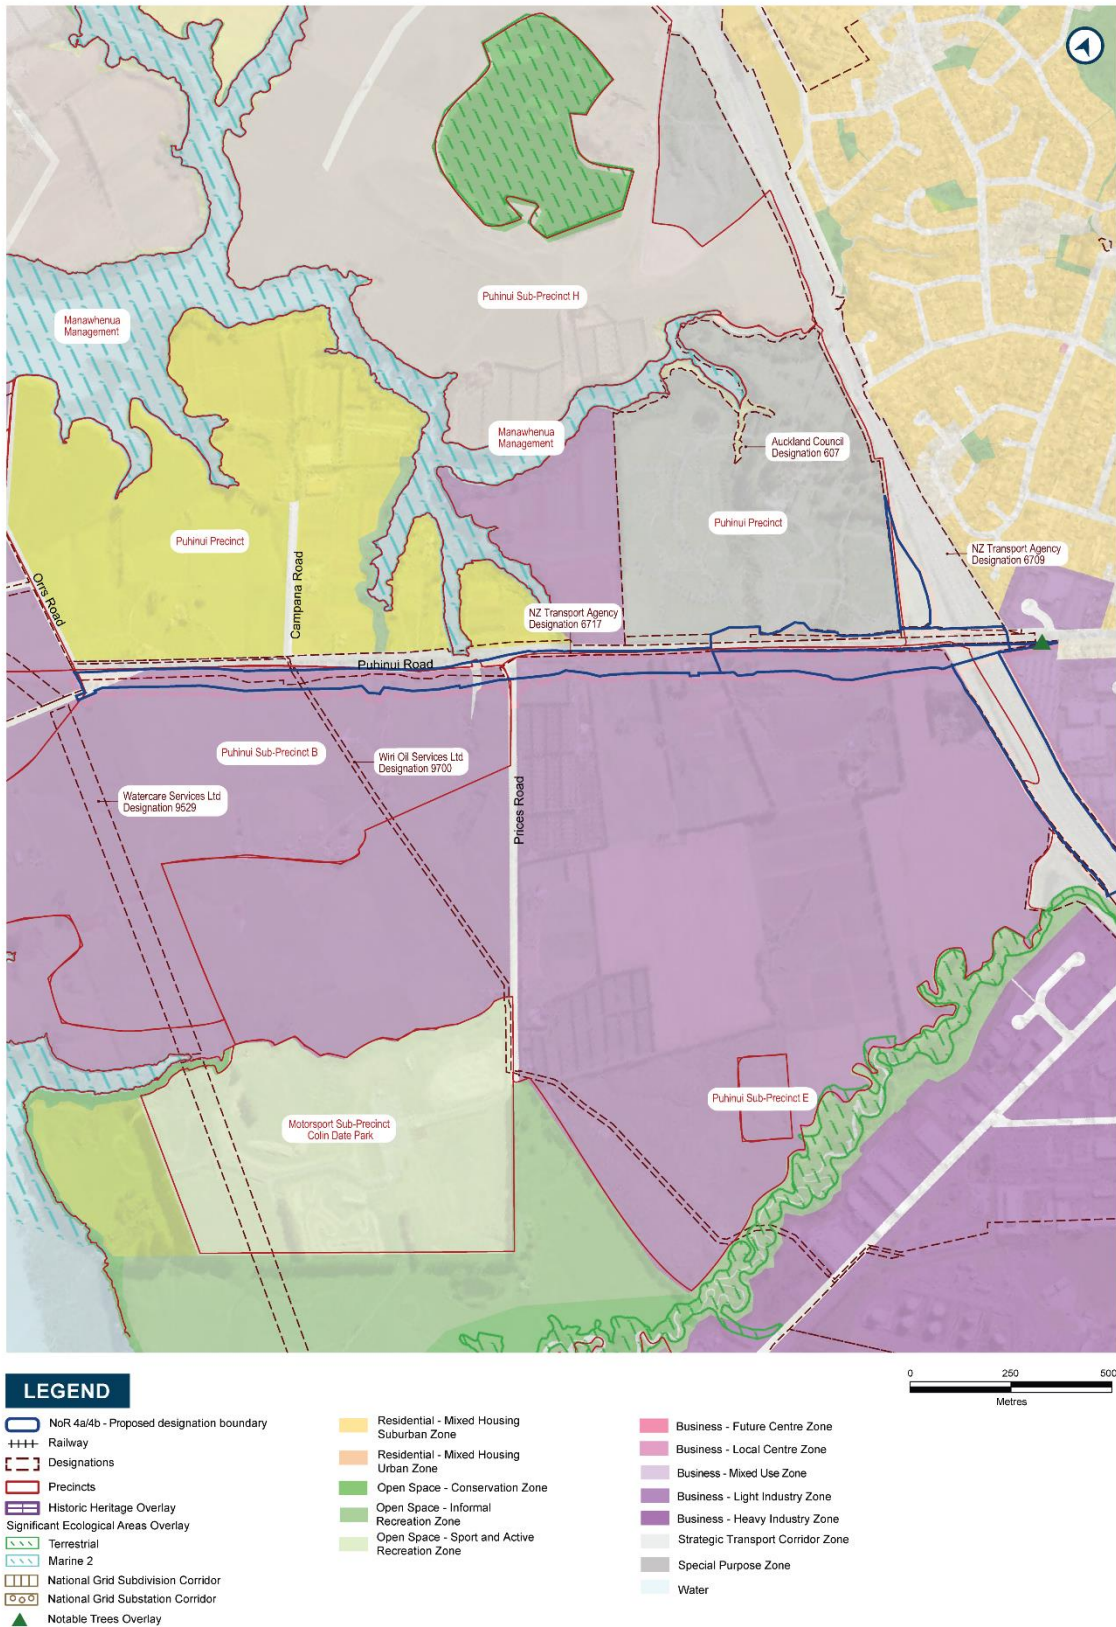 Puhinui Sub-Precinct H
Manawhenua
Management
Manawhenua
Management
Auckland Council
Designation 607
Puhinui Precinct
Puhinui Precinct
NZ Transport Agency
Designation 6709
Orrs Road
Campana Road
NZ Transport Agency
Designation 6717
Puhinui Road
Puhinui Sub-Precinct B
Wiri Oil Services Ltd
Designation 9700
Watercare Services Ltd
Designation 9529
Prices Road
Puhinui Sub-Precinct E
Motorsport Sub-Precinct
Colin Date Park
LEGEND
0 250 500
Metres
NoR 4a/4b - Proposed designation boundary
Railway
Designations
Precincts
Historic Heritage Overlay
Significant Ecological Areas Overlay
Terrestrial
Marine 2
National Grid Subdivision Corridor
National Grid Substation Corridor
Notable Trees Overlay
Residential - Mixed Housing
Suburban Zone
Residential - Mixed Housing
Urban Zone
Open Space - Conservation Zone
Open Space - Informal
Recreation Zone
Open Space - Sport and Active
Recreation Zone
Business - Future Centre Zone
Business - Local Centre Zone
Business - Mixed Use Zone
Business - Light Industry Zone
Business - Heavy Industry Zone
Strategic Transport Corridor Zone
Special Purpose Zone
Water